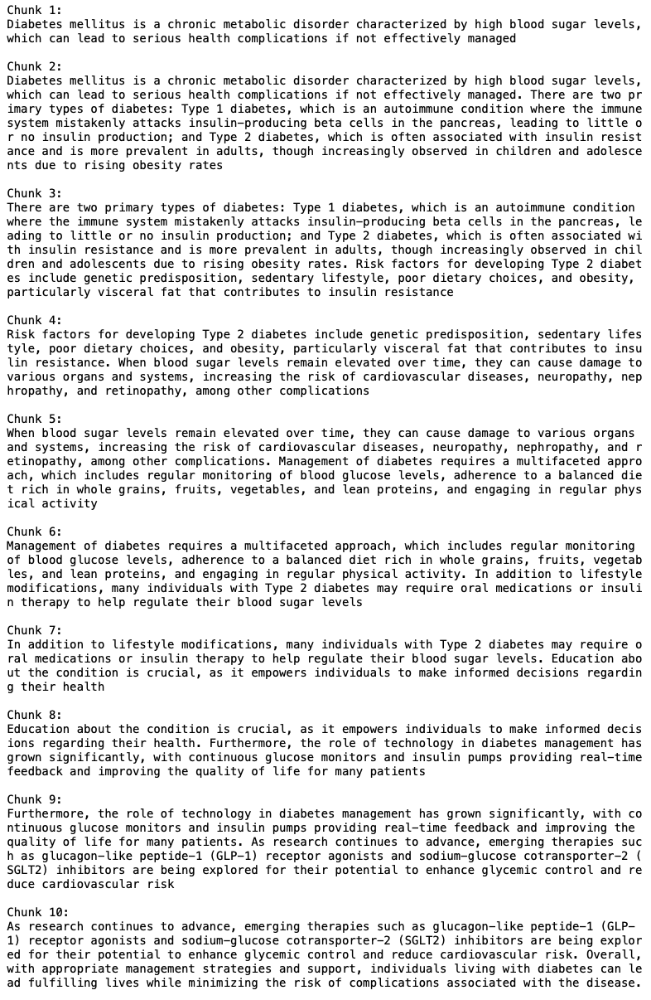 Chunk 1:
Diabetes mellitus is a chronic metabolic disorder characterized by high blood sugar levels,
which can lead to serious health complications if not effectively managed

Chunk 2:
Diabetes mellitus is a chronic metabolic disorder characterized by high blood sugar levels,
which can lead to serious health complications if not effectively managed. There are two pr
imary types of diabetes: Type 1 diabetes, which is an autoimmune condition where the immune
system mistakenly attacks insulin-producing beta cells in the pancreas, leading to little o
r no insulin production; and Type 2 diabetes, which is often associated with insulin resist
ance and is more prevalent in adults, though increasingly observed in children and adolesce
nts due to rising obesity rates

Chunk 3:
There are two primary types of diabetes: Type 1 diabetes, which is an autoimmune condition
where the immune system mistakenly attacks insulin-producing beta cells in the pancreas, le
ading to little or no insulin production; and Type 2 diabetes, which is often associated wi
th insulin resistance and is more prevalent in adults, though increasingly observed in chil
dren and adolescents due to rising obesity rates. Risk factors for developing Type 2 diabet
es include genetic predisposition, sedentary lifestyle, poor dietary choices, and obesity,
particularly visceral fat that contributes to insulin resistance

Chunk 4:
Risk factors for developing Type 2 diabetes include genetic predisposition, sedentary lifes
tyle, poor dietary choices, and obesity, particularly visceral fat that contributes to insu
lin resistance. When blood sugar levels remain elevated over time, they can cause damage to
various organs and systems, increasing the risk of cardiovascular diseases, neuropathy, nep
hropathy, and retinopathy, among other complications

Chunk 5:
When blood sugar levels remain elevated over time, they can cause damage to various organs
and systems, increasing the risk of cardiovascular diseases, neuropathy, nephropathy, and r
etinopathy, among other complications. Management of diabetes requires a multifaceted appro
ach, which includes regular monitoring of blood glucose levels, adherence to a balanced die
t rich in whole grains, fruits, vegetables, and lean proteins, and engaging in regular phys
ical activity

Chunk 6:
Management of diabetes requires a multifaceted approach, which includes regular monitoring
of blood glucose levels, adherence to a balanced diet rich in whole grains, fruits, vegetab
les, and lean proteins, and engaging in regular physical activity. In addition to lifestyle
modifications, many individuals with Type 2 diabetes may require oral medications or insuli
n therapy to help regulate their blood sugar levels

Chunk 7:
In addition to lifestyle modifications, many individuals with Type 2 diabetes may require o
ral medications or insulin therapy to help regulate their blood sugar levels. Education abo
ut the condition is crucial, as it empowers individuals to make informed decisions regardin
g their health

Chunk 8:
Education about the condition is crucial, as it empowers individuals to make informed decis
ions regarding their health. Furthermore, the role of technology in diabetes management has
grown significantly, with continuous glucose monitors and insulin pumps providing real-time
feedback and improving the quality of life for many patients

Chunk 9:
Furthermore, the role of technology in diabetes management has grown significantly, with co
ntinuous glucose monitors and insulin pumps providing real-time feedback and improving the
quality of life for many patients. As research continues to advance, emerging therapies suc
h as glucagon-like peptide-1 (GLP-1) receptor agonists and sodium-glucose cotransporter-2 (
SGLT2) inhibitors are being explored for their potential to enhance glycemic control and re
duce cardiovascular risk

Chunk 10:
As research continues to advance, emerging therapies such as glucagon-like peptide-1 (GLP-
1) receptor agonists and sodium-glucose cotransporter-2 (SGLT2) inhibitors are being explor
ed for their potential to enhance glycemic control and reduce cardiovascular risk. Overall,
with appropriate management strategies and support, individuals living with diabetes can le
ad fulfilling lives while minimizing the risk of complications associated with the disease.